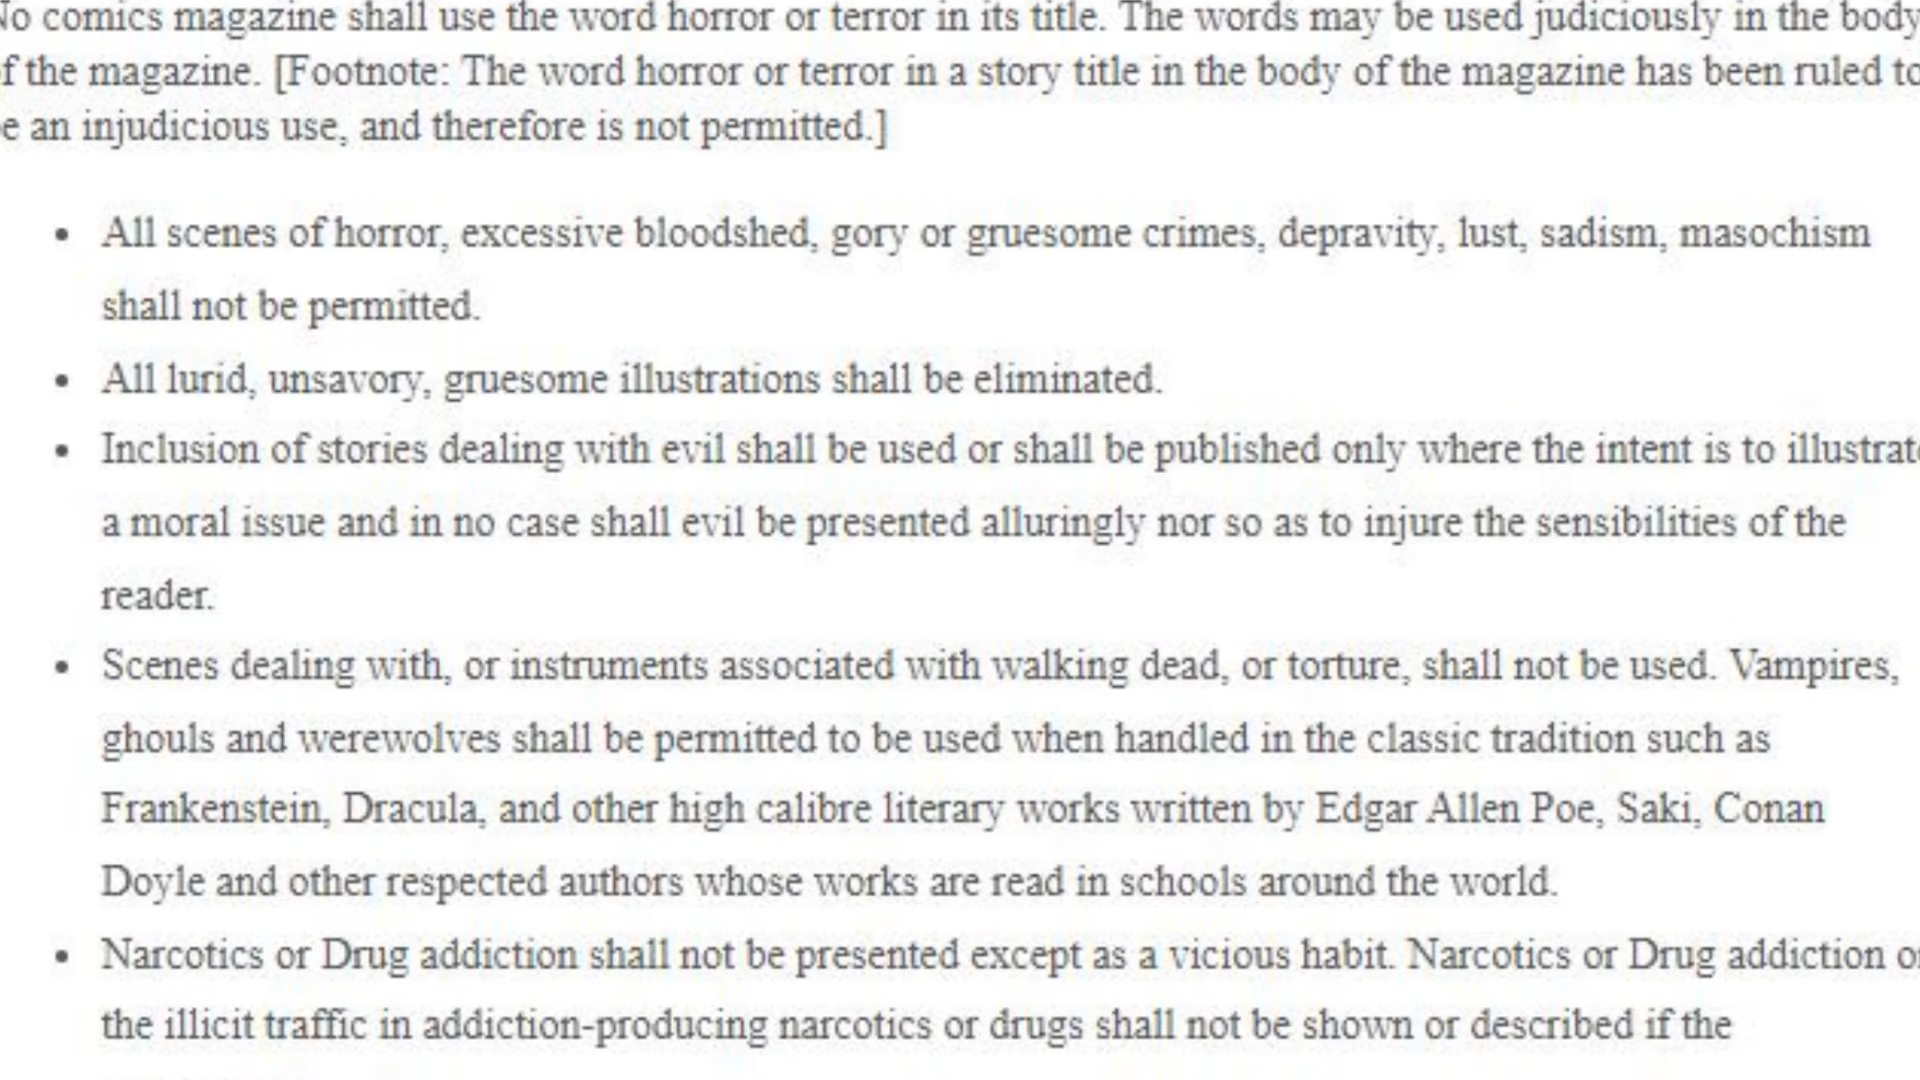 No comics magazine shall use the word horror or terror in its title. The words may be used judiciously in the body
of the magazine. [Footnote: The word horror or terror in a story title in the body of the magazine has been ruled to
be an injudicious use, and therefore is not permitted.]
• All scenes of horror, excessive bloodshed, gory or gruesome crimes, depravity, lust, sadism, masochism
shall not be permitted.
• All lurid, unsavory, gruesome illustrations shall be eliminated.
• Inclusion of stories dealing with evil shall be used or shall be published only where the intent is to illustrate
a moral issue and in no case shall evil be presented alluringly nor so as to injure the sensibilities of the
reader.
• Scenes dealing with, or instruments associated with walking dead, or torture, shall not be used. Vampires,
ghouls and werewolves shall be permitted to be used when handled in the classic tradition such as
Frankenstein, Dracula, and other high calibre literary works written by Edgar Allen Poe, Saki, Conan
Doyle and other respected authors whose works are read in schools around the world.
• Narcotics or Drug addiction shall not be presented except as a vicious habit. Narcotics or Drug addiction or
the illicit traffic in addiction-producing narcotics or drugs shall not be shown or described if the